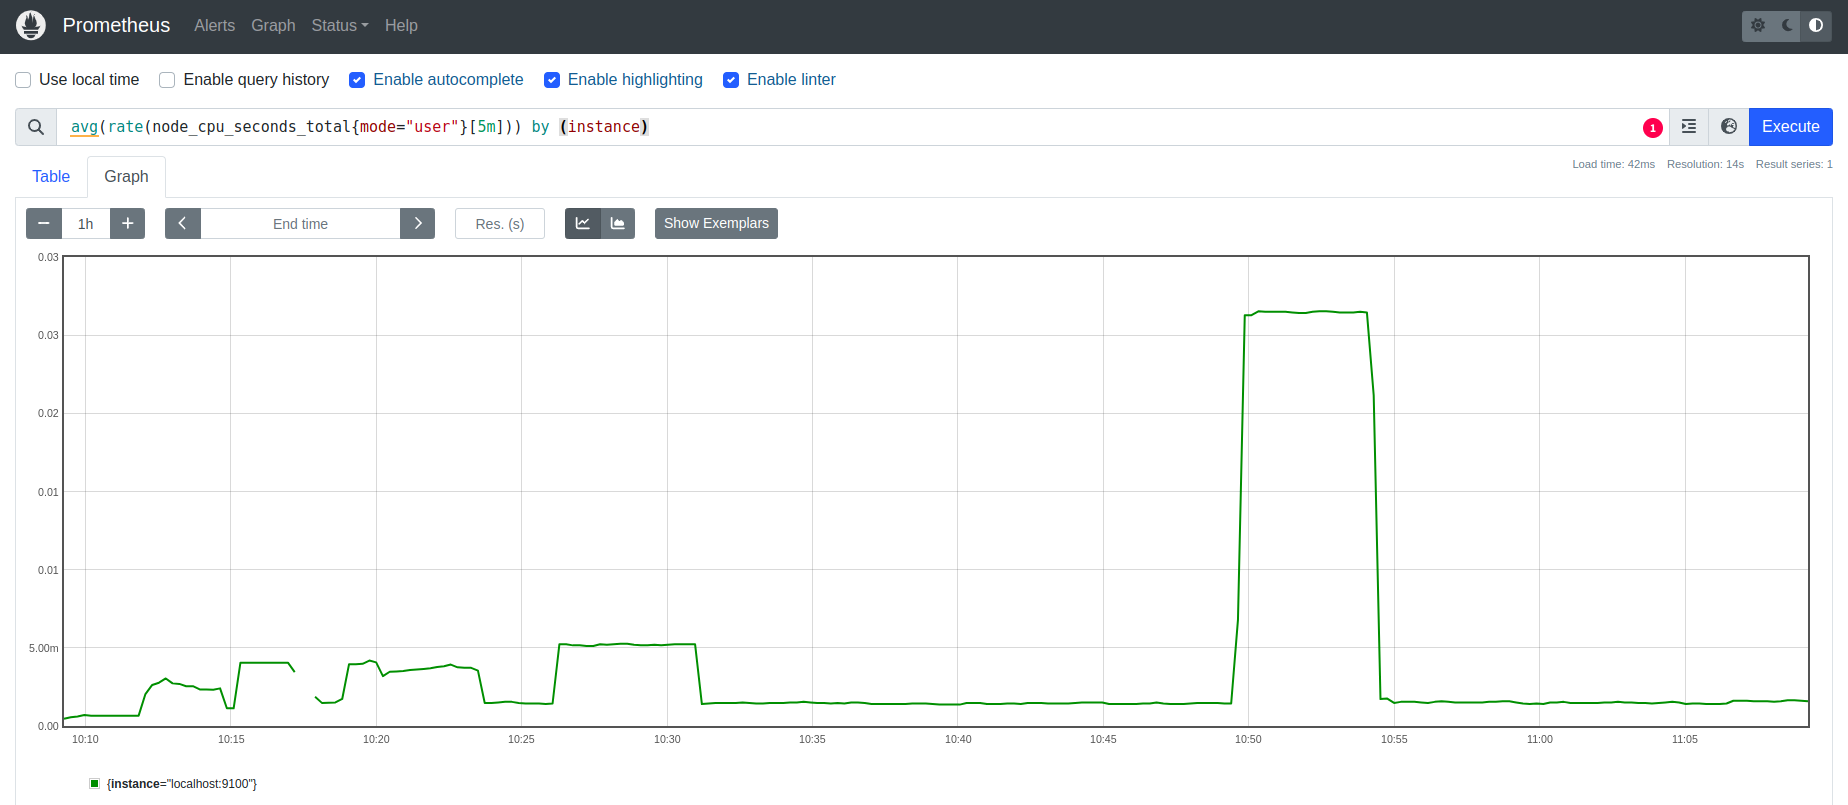 Prometheus Alerts Graph Status Help
Use local time Enable query history Enable autocomplete Enable highlighting Enable linter
avg(rate(node_cpu_seconds_total{mode="user"}[5m])) by (instance) 1 Execute
Load time: 42ms Resolution: 14s Result series: 1
Table Graph
1h End time Res. (s) Show Exemplars
0.03
0.03
0.02
0.01
0.01
5.00m
0.00
10:10 10:15 10:20 10:25 10:30 10:35 10:40 10:45 10:50 10:55 11:00 11:05
{instance="localhost:9100"}